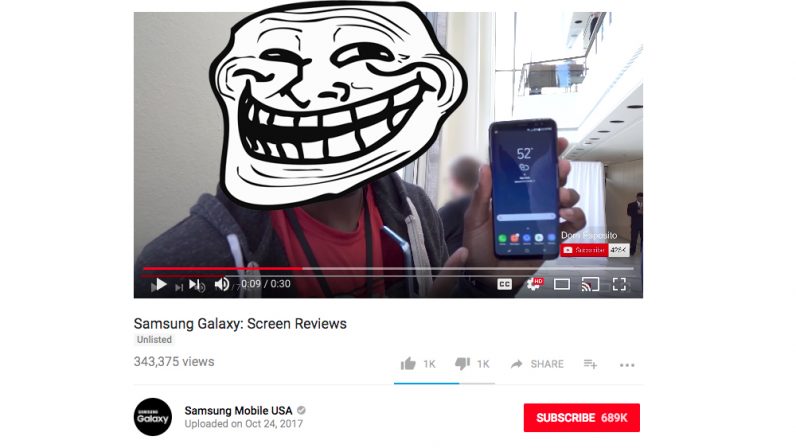 52°
Dom Esposito
Subscribe 426K
0:09 / 0:30
CC
HD
Samsung Galaxy: Screen Reviews
Unlisted
343,375 views
1K 1K SHARE
SAMSUNG
Galaxy
Samsung Mobile USA
Uploaded on Oct 24, 2017
SUBSCRIBE 689K